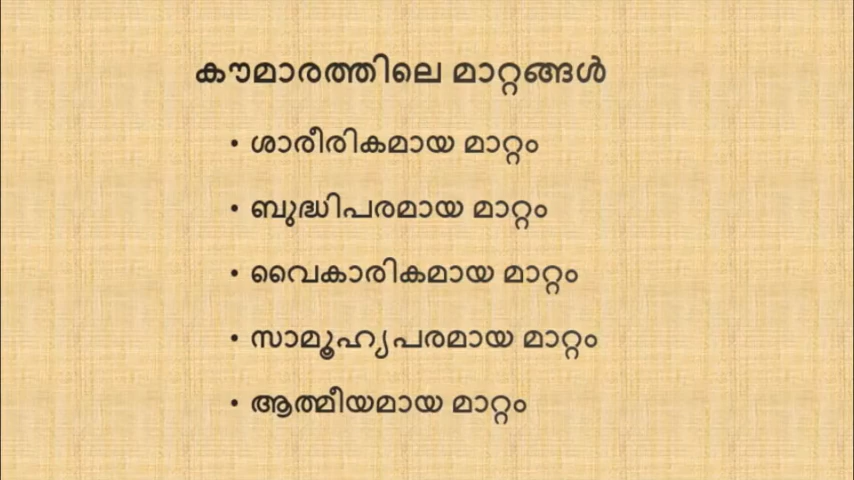 കൗമാരത്തിലെ മാറ്റങ്ങൾ
• ശാരീരികമായ മാറ്റം
• ബുദ്ധിപരമായ മാറ്റം
• വൈകാരികമായ മാറ്റം
• സാമൂഹ്യപരമായ മാറ്റം
• ആത്മീയമായ മാറ്റം